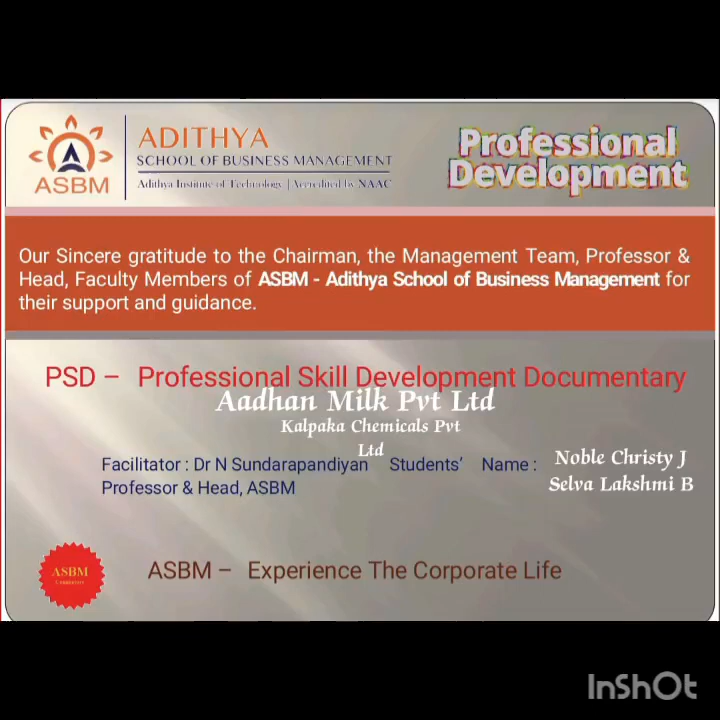 ASBM
ADITHYA
SCHOOL OF BUSINESS MANAGEMENT
Adithya Institute of Technology | Accredited by NAAC
Professional
Development
Our Sincere gratitude to the Chairman, the Management Team, Professor &
Head, Faculty Members of ASBM - Adithya School of Business Management for
their support and guidance.
PSD – Professional Skill Development Documentary
Aadhan Milk Pvt Ltd
Kalpaka Chemicals Pvt
Ltd
Facilitator : Dr N Sundarapandiyan
Professor & Head, ASBM
Students’ Name :
Noble Christy J
Selva Lakshmi B
ASBM
ASBM – Experience The Corporate Life
InShOt